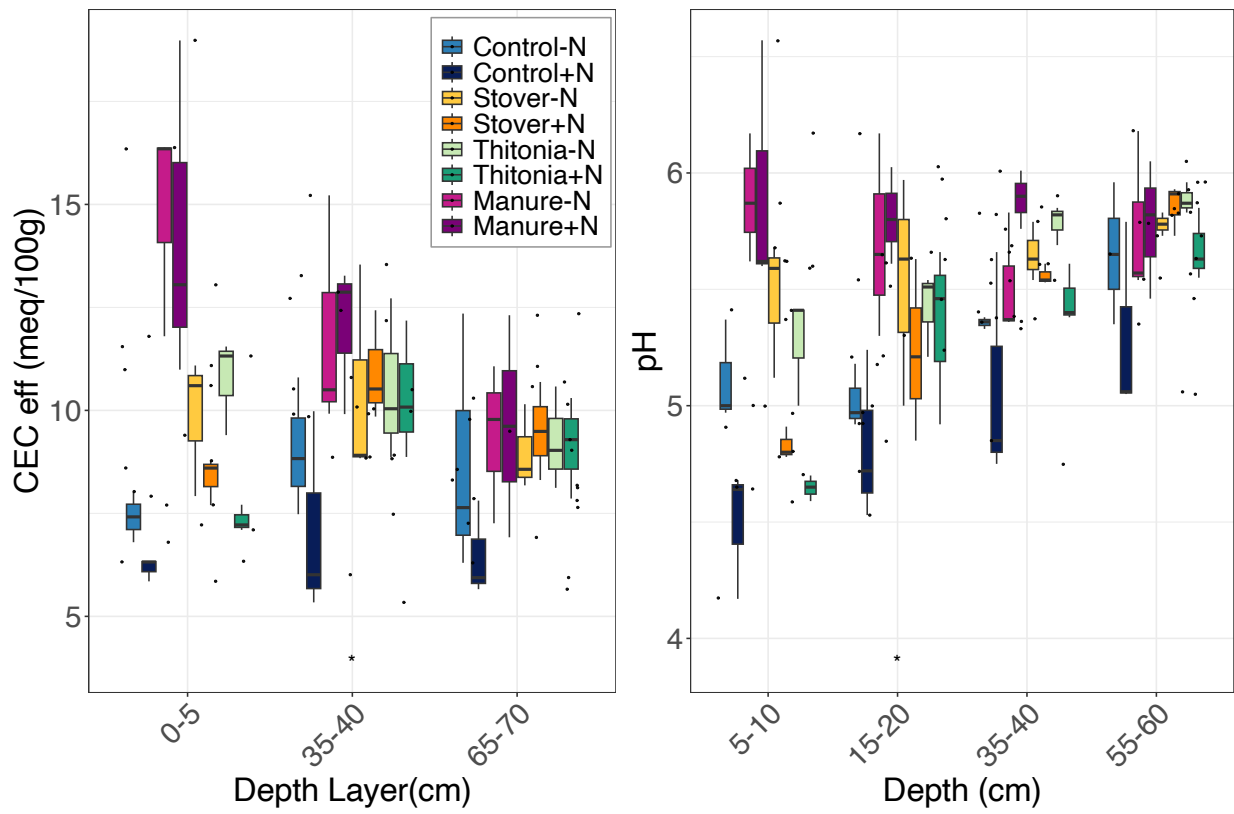 CEC eff (meq/100g)
15
10
5
Control-N
Control+N
Stover-N
Stover+N
Thitonia-N
Thitonia+N
Manure-N
Manure+N
*
0-5
35-40
65-70
Depth Layer(cm)
pH
6
5
4
*
5-10
15-20
35-40
55-60
Depth (cm)